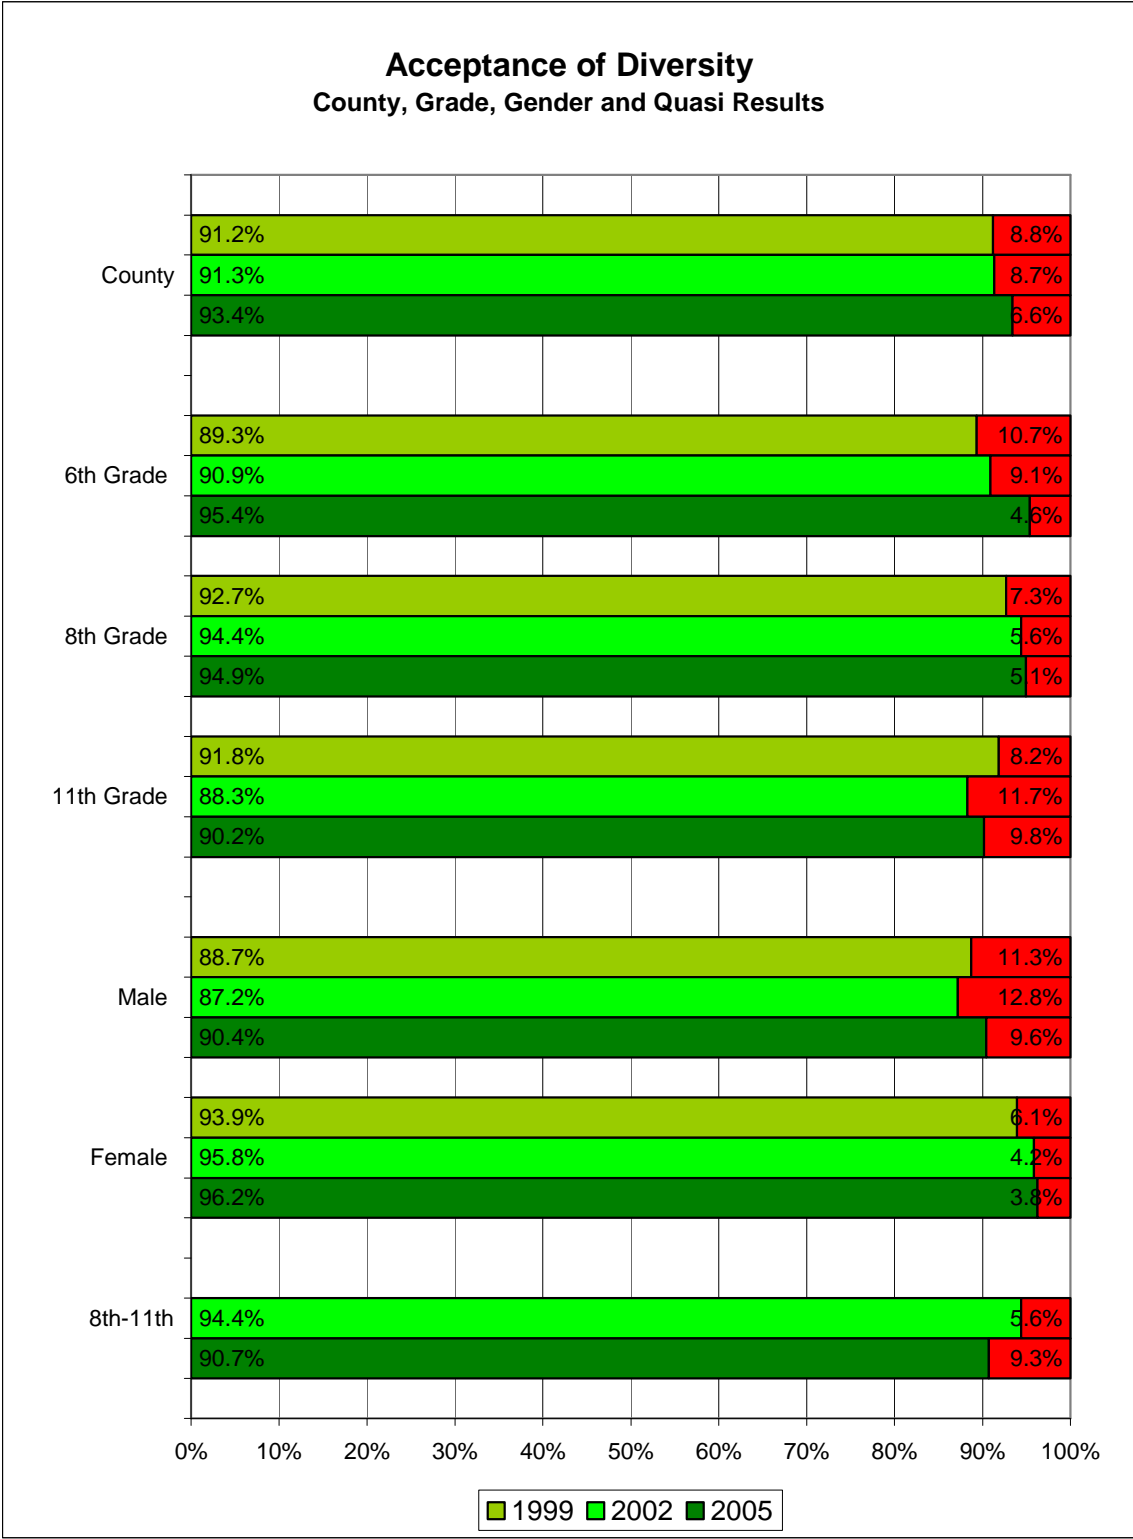 Acceptance of Diversity
County, Grade, Gender and Quasi Results
91.2% 8.8%
County 91.3% 8.7%
93.4% 6.6%
89.3% 10.7%
6th Grade 90.9% 9.1%
95.4% 4.6%
92.7% 7.3%
8th Grade 94.4% 5.6%
94.9% 5.1%
91.8% 8.2%
11th Grade 88.3% 11.7%
90.2% 9.8%
88.7% 11.3%
Male 87.2% 12.8%
90.4% 9.6%
93.9% 6.1%
Female 95.8% 4.2%
96.2% 3.8%
8th-11th 94.4% 5.6%
90.7% 9.3%
0% 10% 20% 30% 40% 50% 60% 70% 80% 90% 100%
1999 2002 2005